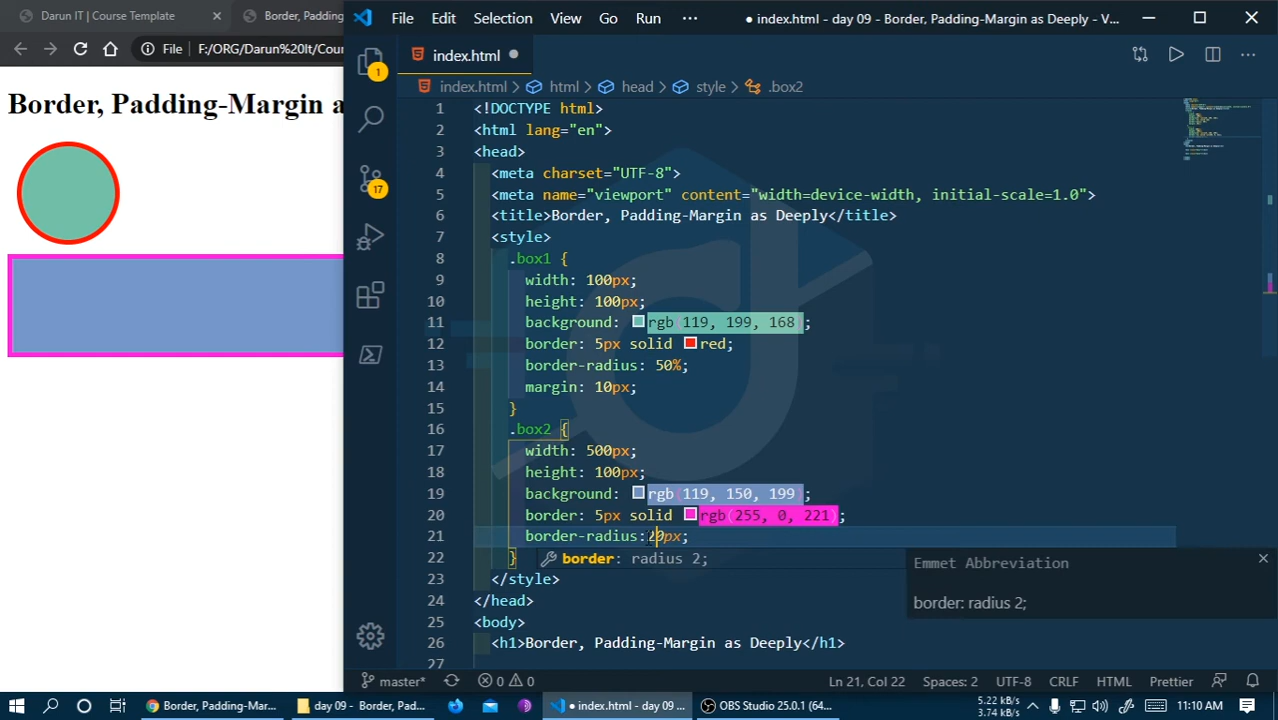 Darun IT | Course Template
Border, Padding
File
F:/ORG/Darun%20It/Cou
Border, Padding-Margin a
File Edit Selection View Go Run ···
● index.html - day 09 - Border, Padding-Margin as Deeply - V...
index.html
index.html > html > head > style > .box2
1 <!DOCTYPE html>
2 <html lang="en">
3 <head>
4 <meta charset="UTF-8">
5 <meta name="viewport" content="width=device-width, initial-scale=1.0">
6 <title>Border, Padding-Margin as Deeply</title>
7 <style>
8 .box1 {
9 width: 100px;
10 height: 100px;
11 background: rgb(119, 199, 168);
12 border: 5px solid red;
13 border-radius: 50%;
14 margin: 10px;
15 }
16 .box2 {
17 width: 500px;
18 height: 100px;
19 background: rgb(119, 150, 199);
20 border: 5px solid rgb(255, 0, 221);
21 border-radius:20px;
22 }
border: radius 2;
Emmet Abbreviation
border: radius 2;
23 </style>
24 </head>
25 <body>
26 <h1>Border, Padding-Margin as Deeply</h1>
27
1
17
master*
0 0
Ln 21, Col 22
Spaces: 2
UTF-8
CRLF
HTML
Prettier
Border, Padding-Mar...
day 09 - Border, Pad...
● index.html - day 09 ...
OBS Studio 25.0.1 (64...
5.22 kB/s
3.74 kB/s
11:10 AM